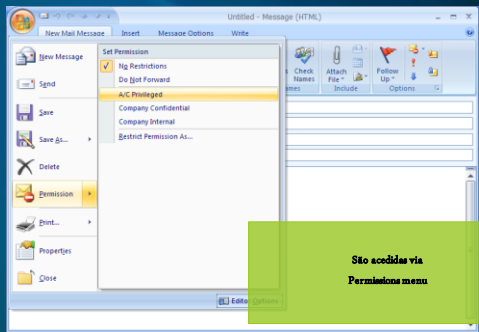 Untitled - Message (HTML)
New Mail Message
Insert
Message Options
Write
New Message
Send
Save
Save As...
Delete
Permission
Print...
Properties
Close
Set Permission
No Restrictions
Do Not Forward
A/C Privileged
Company Confidential
Company Internal
Restrict Permission As...
Editor Options
Check Names
Attach File
Follow Up
Include
Options
São acedidas via
Permissions menu